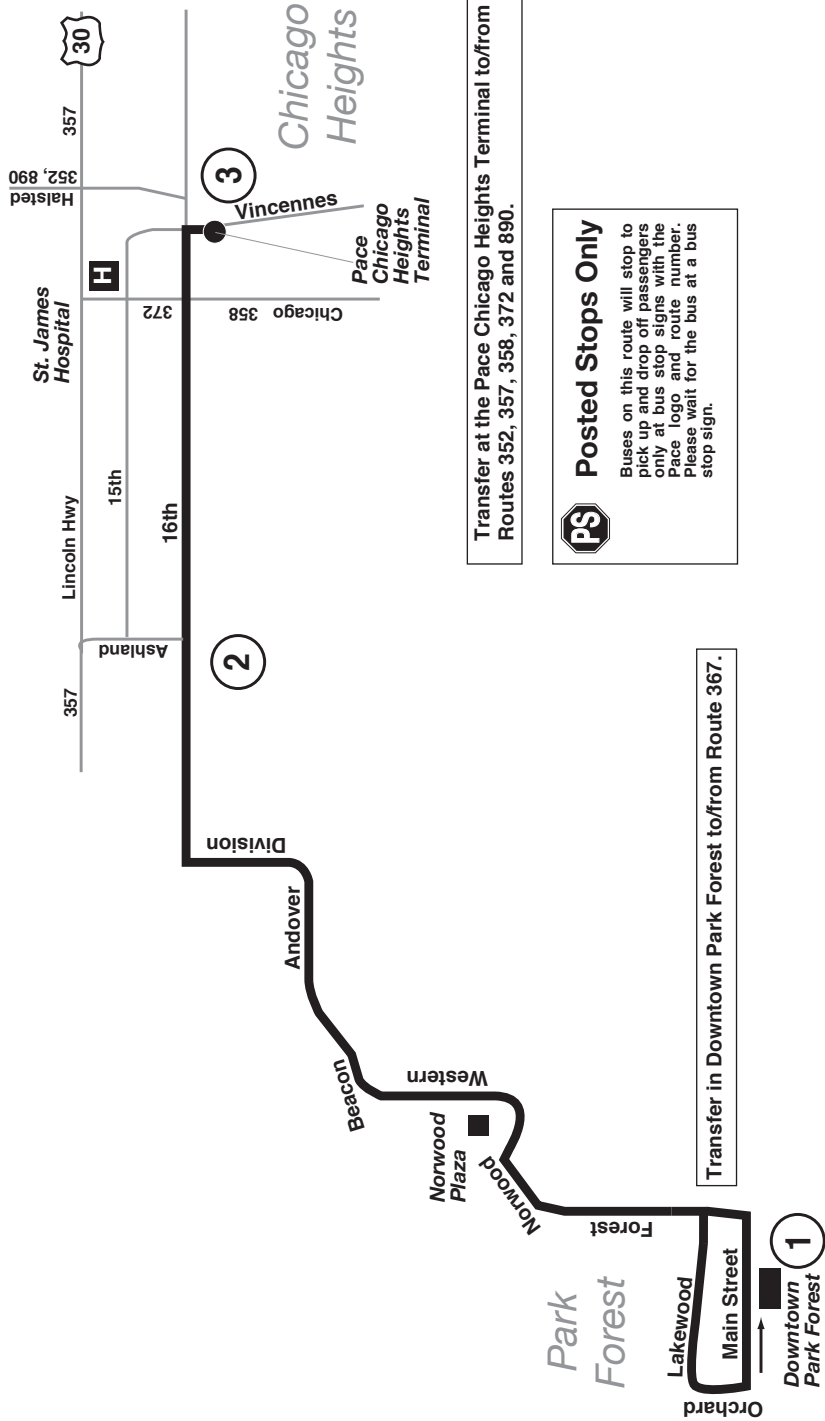 30
357
Halsted
352, 890
H
St. James
Hospital
Lincoln Hwy
15th
357
Ashland
16th
372
Chicago 358
3
Vincennes
Pace
Chicago
Heights
Terminal
Chicago
Heights
2
Division
Andover
Beacon
Western
Norwood
Plaza
Norwood
Forest
Park
Forest
Lakewood
Main Street
Orchard
1
Downtown
Park Forest
Transfer at the Pace Chicago Heights Terminal to/from
Routes 352, 357, 358, 372 and 890.
PS Posted Stops Only
Buses on this route will stop to
pick up and drop off passengers
only at bus stop signs with the
Pace logo and route number.
Please wait for the bus at a bus
stop sign.
Transfer in Downtown Park Forest to/from Route 367.